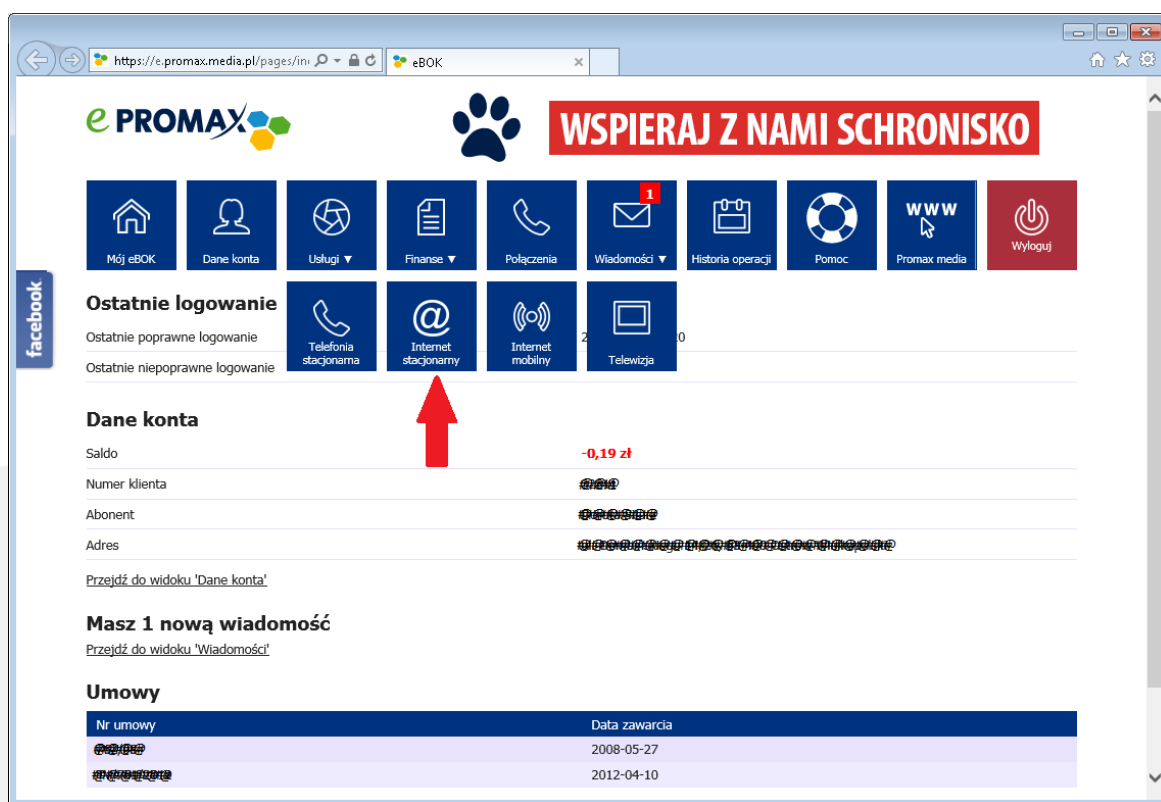 https://e.promax.media.pl/pages/in
eBOK
e PROMAX
WSPIERAJ Z NAMI SCHRONISKO
Mój eBOK
Dane konta
Usługi ▼
Finanse ▼
Połączenia
1
Wiadomości ▼
Historia operacji
Pomoc
www
Promax media
Wyloguj
facebook
Telefonia stacjonarna
Internet stacjonarny
Internet mobilny
Telewizja
Ostatnie logowanie
Ostatnie poprawne logowanie
Ostatnie niepoprawne logowanie
Dane konta
Saldo -0,19 zł
Numer klienta
Abonent
Adres
Przejdź do widoku 'Dane konta'
Masz 1 nową wiadomość
Przejdź do widoku 'Wiadomości'
Umowy
Nr umowy Data zawarcia
2008-05-27
2012-04-10